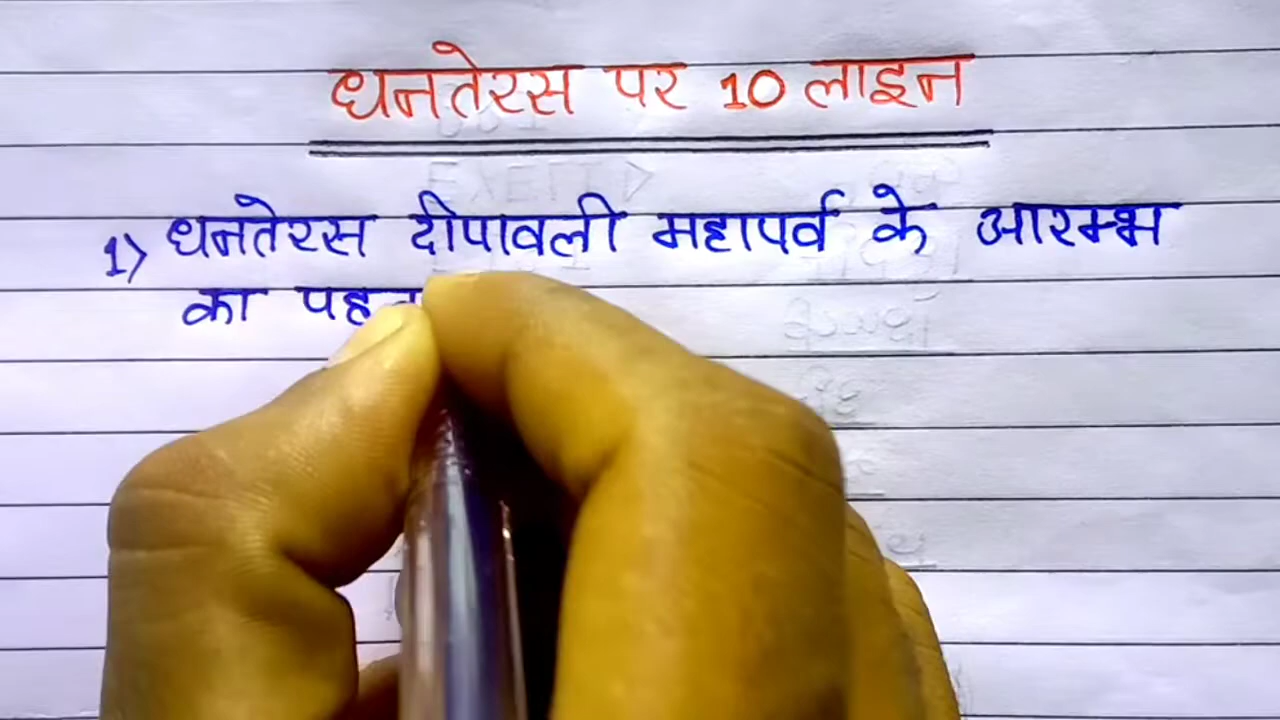 धनतेरस पर 10 लाइन
1) धनतेरस दीपावली महापर्व के आरम्भ
का